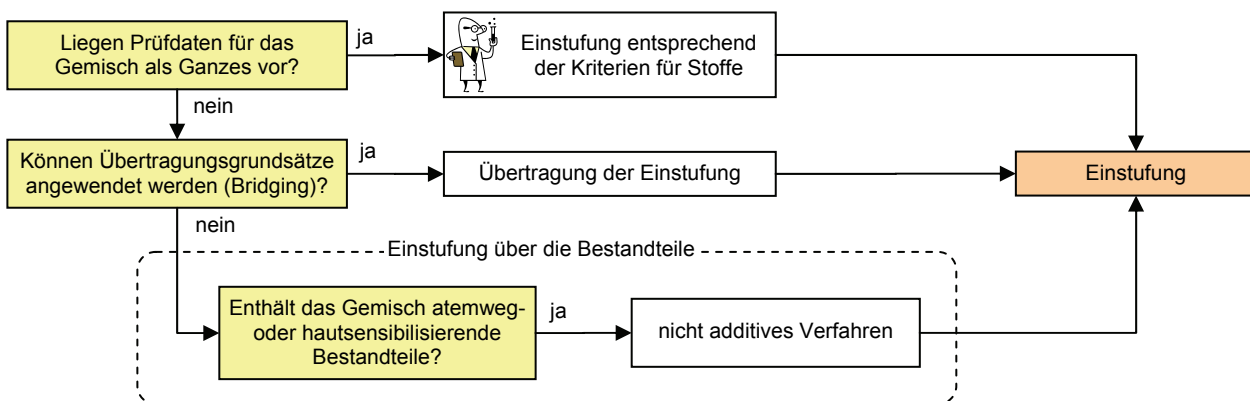 Liegen Prüfdaten für das
Gemisch als Ganzes vor?
ja
Einstufung entsprechend
der Kriterien für Stoffe
nein
Können Übertragungsgrundsätze
angewendet werden (Bridging)?
ja
Übertragung der Einstufung
Einstufung
nein
Einstufung über die Bestandteile
Enthält das Gemisch atemweg-
oder hautsensibilisierende
Bestandteile?
ja
nicht additives Verfahren